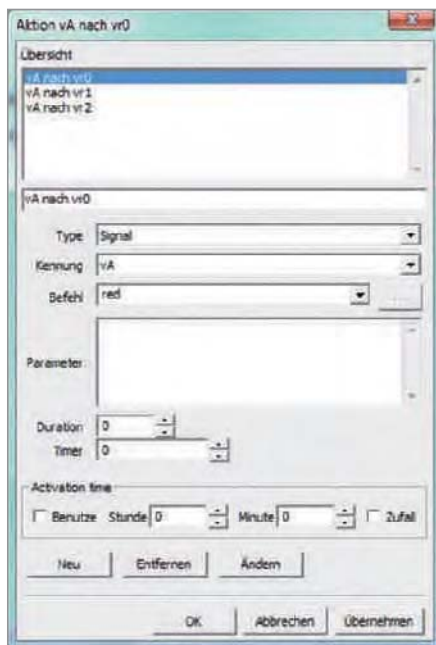 Aktion vA nach vr0
Übersicht
vA nach vr0
vA nach vr1
vA nach vr2
vA nach vr0
Type Signal
Kennung vA
Befehl red ...
Parameter
Duration 0
Timer 0
Activation time
Benutze Stunde 0 Minute 0 Zufall
Neu Entfernen Ändern
OK Abbrechen Übernehmen